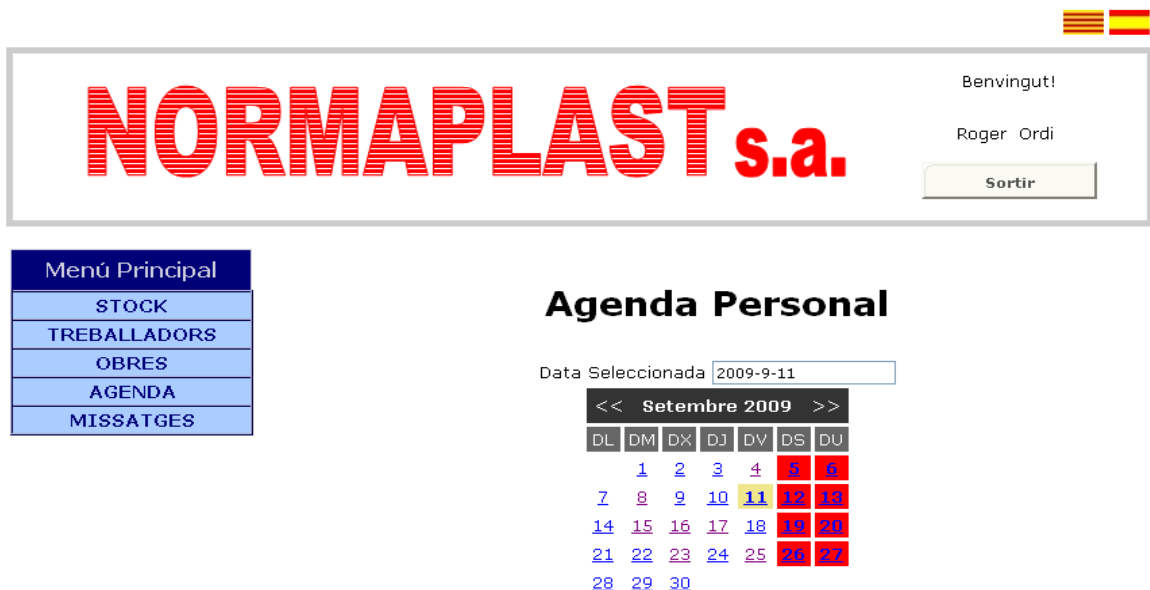 NORMAPLAST s.a.
Benvingut!
Roger Ordi
Sortir
Menú Principal
STOCK
TREBALLADORS
OBRES
AGENDA
MISSATGES
Agenda Personal
Data Seleccionada 2009-9-11
<< Setembre 2009 >>
DL DM DX DJ DV DS DU
1 2 3 4 5 6
7 8 9 10 11 12 13
14 15 16 17 18 19 20
21 22 23 24 25 26 27
28 29 30